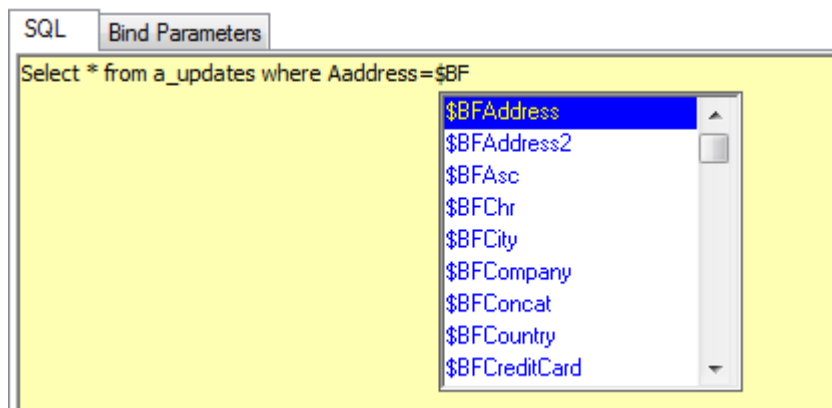 SQL
Bind Parameters
Select * from a_updates where Aaddress=$BF
$BFAddress
$BFAddress2
$BFAsc
$BFChr
$BFCity
$BFCompany
$BFConcat
$BFCountry
$BFCreditCard